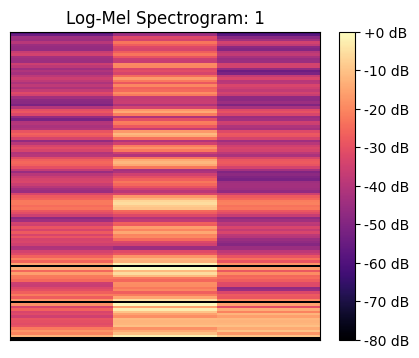 Log-Mel Spectrogram: 1
+0 dB
-10 dB
-20 dB
-30 dB
-40 dB
-50 dB
-60 dB
-70 dB
-80 dB